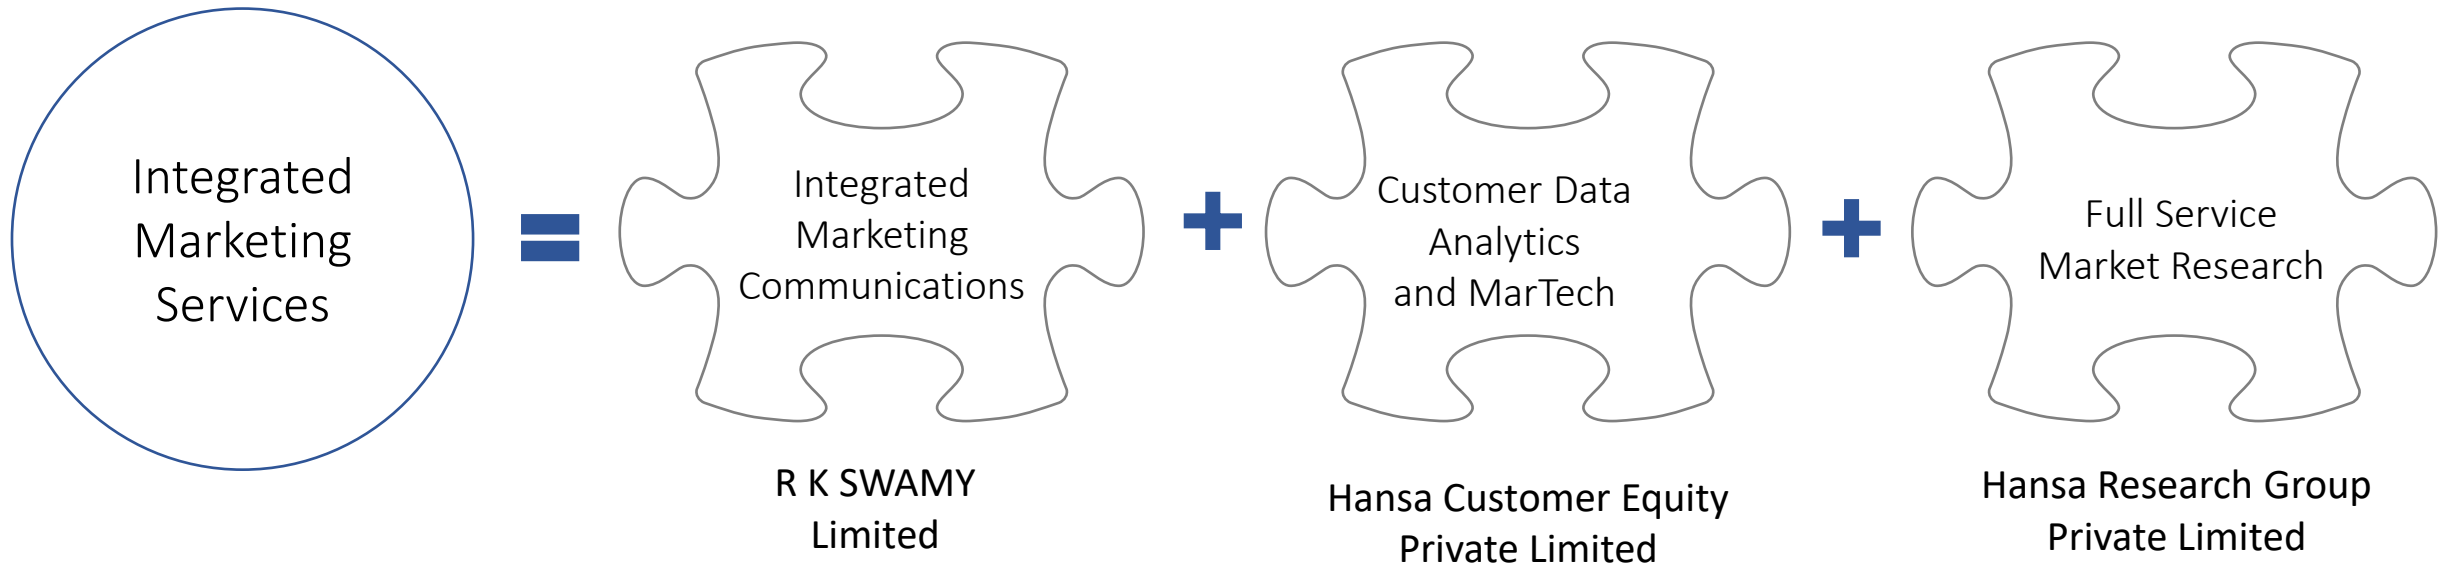 Integrated
Marketing
Services
=
Integrated
Marketing
Communications
+
Customer Data
Analytics
and MarTech
+
Full Service
Market Research
R K SWAMY
Limited
Hansa Customer Equity
Private Limited
Hansa Research Group
Private Limited